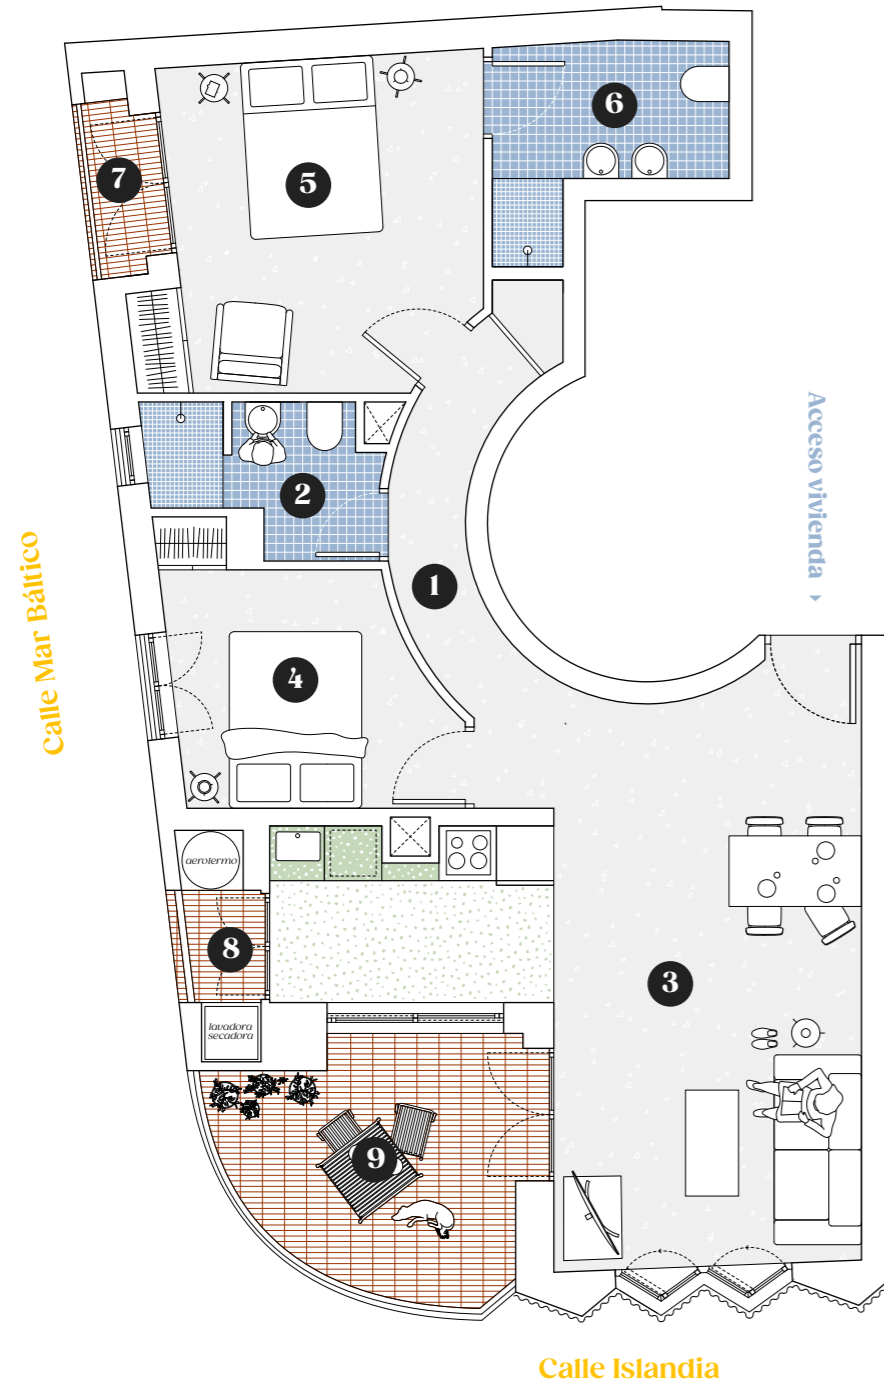 6
7
5
Acceso vivienda
2
Calle Mar Báltico
1
4
aerotermo
8
3
lavadora
secadora
9
Calle Islandia